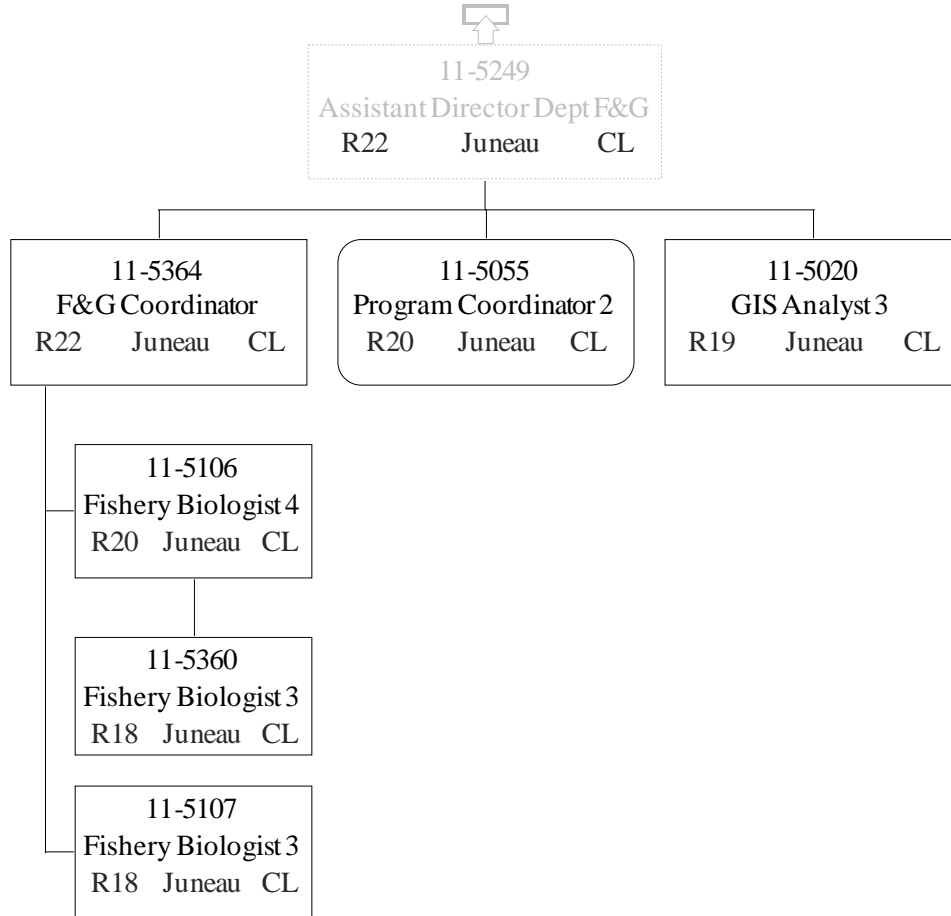 11-5249
Assistant Director Dept F&G
R22 Juneau CL
11-5364
F&G Coordinator
R22 Juneau CL
11-5055
Program Coordinator 2
R20 Juneau CL
11-5020
GIS Analyst 3
R19 Juneau CL
11-5106
Fishery Biologist 4
R20 Juneau CL
11-5360
Fishery Biologist 3
R18 Juneau CL
11-5107
Fishery Biologist 3
R18 Juneau CL